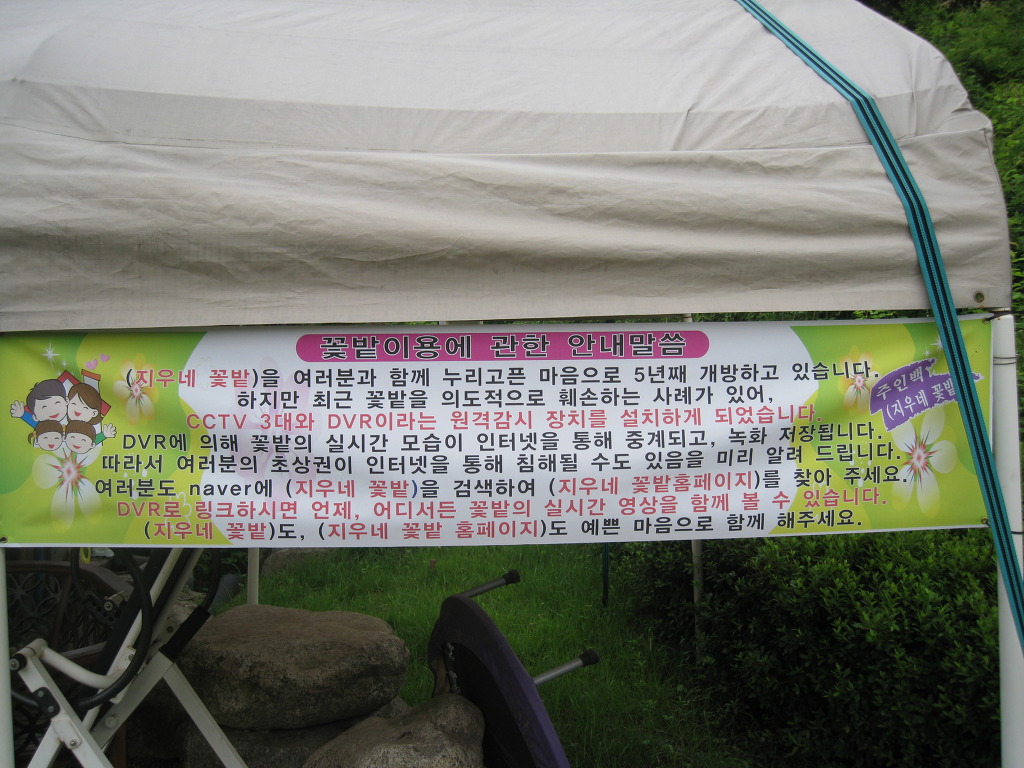 꽃밭이용에 관한 안내말씀
(지우네 꽃밭)을 여러분과 함께 누리고픈 마음으로 5년째 개방하고 있습니다.
하지만 최근 꽃밭을 의도적으로 훼손하는 사례가 있어,
CCTV 3대와 DVR이라는 원격감시 장치를 설치하게 되었습니다.
DVR에 의해 꽃밭의 실시간 모습이 인터넷을 통해 중계되고, 녹화 저장됩니다.
따라서 여러분의 초상권이 인터넷을 통해 침해될 수도 있음을 미리 알려 드립니다.
여러분도 naver에 (지우네 꽃밭)을 검색하여 (지우네 꽃밭홈페이지)를 찾아 주세요.
DVR로 링크하시면 언제, 어디서든 꽃밭의 실시간 영상을 함께 볼 수 있습니다.
(지우네 꽃밭)도, (지우네 꽃밭 홈페이지)도 예쁜 마음으로 함께 해주세요.
주인백
(지우네 꽃밭